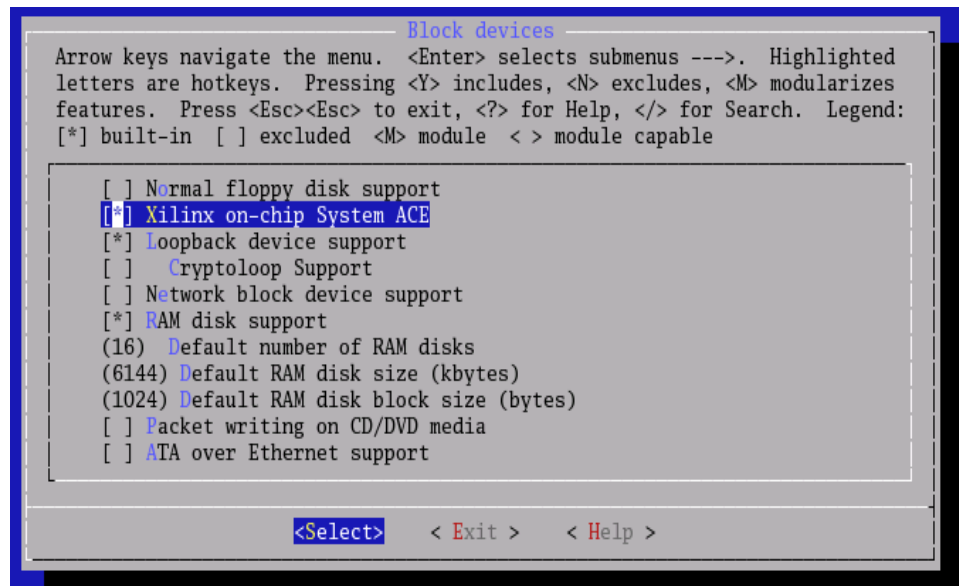 Block devices
Arrow keys navigate the menu.  <Enter> selects submenus --->.  Highlighted
letters are hotkeys.  Pressing <Y> includes, <N> excludes, <M> modularizes
features.  Press <Esc><Esc> to exit, <?> for Help, </> for Search.  Legend:
[*] built-in  [ ] excluded  <M> module  < > module capable
[ ] Normal floppy disk support
[*] Xilinx on-chip System ACE
[*] Loopback device support
[ ]   Cryptoloop Support
[ ] Network block device support
[*] RAM disk support
(16)  Default number of RAM disks
(6144) Default RAM disk size (kbytes)
(1024) Default RAM disk block size (bytes)
[ ] Packet writing on CD/DVD media
[ ] ATA over Ethernet support
<Select>    < Exit >    < Help >